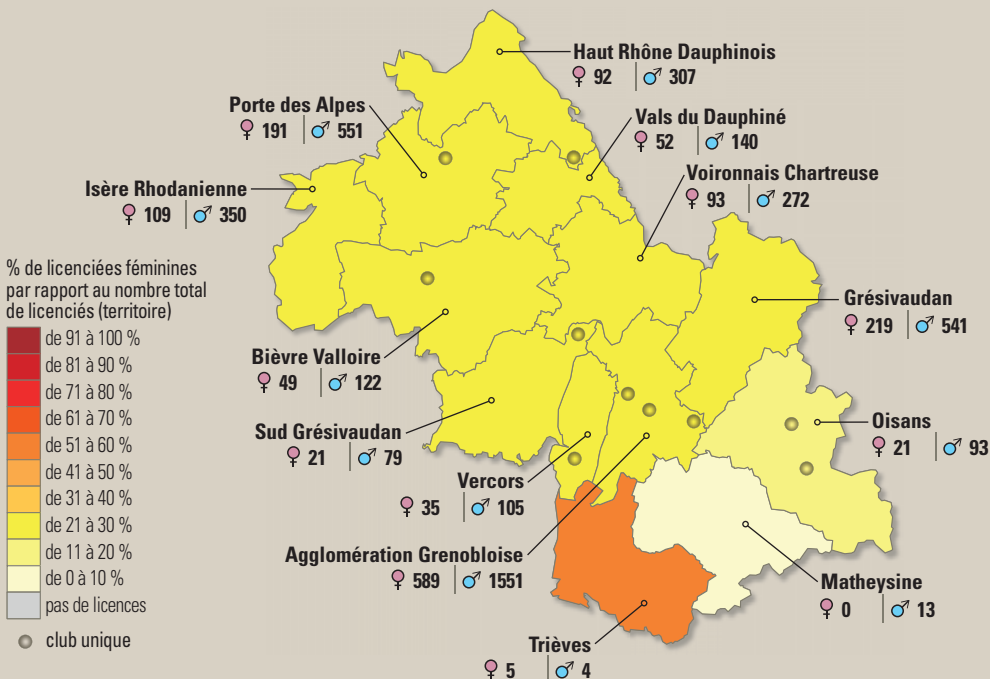 Haut Rhône Dauphinois
♀ 92 | ♂ 307
Porte des Alpes
♀ 191 | ♂ 551
Vals du Dauphiné
♀ 52 | ♂ 140
Isère Rhodanienne
♀ 109 | ♂ 350
Voironnais Chartreuse
♀ 93 | ♂ 272
% de licenciées féminines
par rapport au nombre total
de licenciés (territoire)
de 91 à 100 %
de 81 à 90 %
de 71 à 80 %
de 61 à 70 %
de 51 à 60 %
de 41 à 50 %
de 31 à 40 %
de 21 à 30 %
de 11 à 20 %
de 0 à 10 %
pas de licences
club unique
Grésivaudan
♀ 219 | ♂ 541
Bièvre Valloire
♀ 49 | ♂ 122
Sud Grésivaudan
♀ 21 | ♂ 79
Oisans
♀ 21 | ♂ 93
Vercors
♀ 35 | ♂ 105
Agglomération Grenobloise
♀ 589 | ♂ 1551
Matheysine
♀ 0 | ♂ 13
Trièves
♀ 5 | ♂ 4